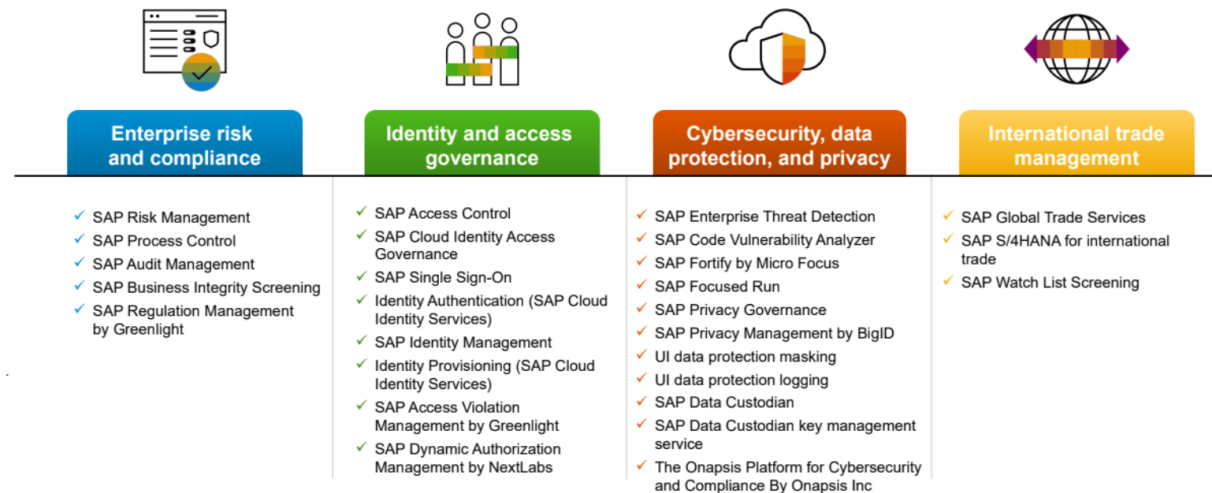 Enterprise risk
and compliance
SAP Risk Management
SAP Process Control
SAP Audit Management
SAP Business Integrity Screening
SAP Regulation Management
by Greenlight
Identity and access
governance
SAP Access Control
SAP Cloud Identity Access
Governance
SAP Single Sign-On
Identity Authentication (SAP Cloud
Identity Services)
SAP Identity Management
Identity Provisioning (SAP Cloud
Identity Services)
SAP Access Violation
Management by Greenlight
SAP Dynamic Authorization
Management by NextLabs
Cybersecurity, data
protection, and privacy
SAP Enterprise Threat Detection
SAP Code Vulnerability Analyzer
SAP Fortify by Micro Focus
SAP Focused Run
SAP Privacy Governance
SAP Privacy Management by BigID
UI data protection masking
UI data protection logging
SAP Data Custodian
SAP Data Custodian key management
service
The Onapsis Platform for Cybersecurity
and Compliance By Onapsis Inc
International trade
management
SAP Global Trade Services
SAP S/4HANA for international
trade
SAP Watch List Screening